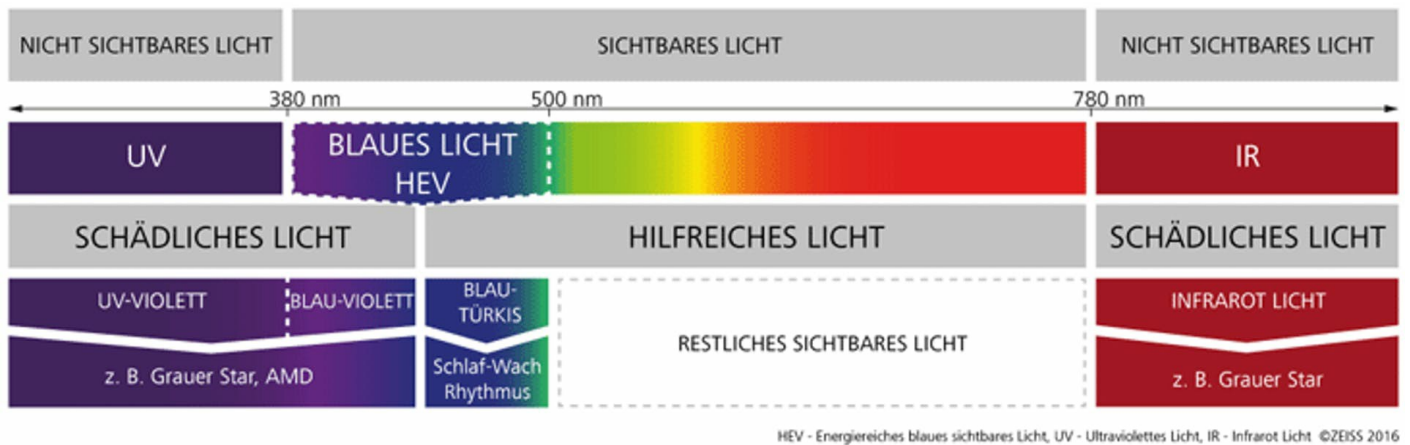 NICHT SICHTBARES LICHT
SICHTBARES LICHT
NICHT SICHTBARES LICHT
380 nm
500 nm
780 nm
UV
BLAUES LICHT
HEV
IR
SCHÄDLICHES LICHT
HILFREICHES LICHT
SCHÄDLICHES LICHT
UV-VIOLETT
BLAU-VIOLETT
BLAU-
TÜRKIS
INFRAROT LICHT
RESTLICHES SICHTBARES LICHT
z. B. Grauer Star, AMD
Schlaf-Wach
Rhythmus
z. B. Grauer Star
HEV - Energiereiches blaues sichtbares Licht, UV - Ultraviolettes Licht, IR - Infrarot Licht ©ZEISS 2016